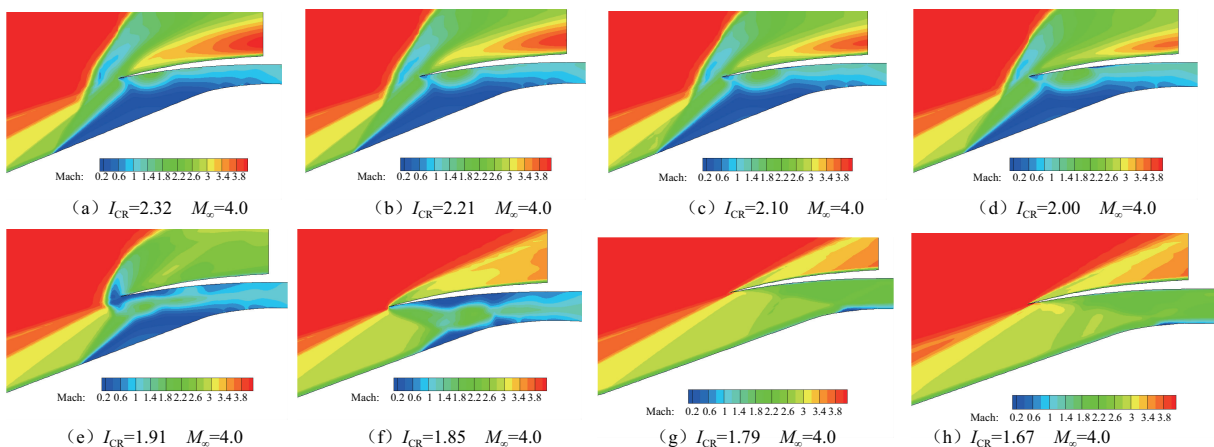 Mach: 0.2 0.6 1 1.4 1.8 2.2 2.6 3 3.4 3.8
Mach: 0.2 0.6 1 1.4 1.8 2.2 2.6 3 3.4 3.8
Mach: 0.2 0.6 1 1.4 1.8 2.2 2.6 3 3.4 3.8
Mach: 0.2 0.6 1 1.4 1.8 2.2 2.6 3 3.4 3.8
（a）ICR=2.32 M∞=4.0
（b）ICR=2.21 M∞=4.0
（c）ICR=2.10 M∞=4.0
（d）ICR=2.00 M∞=4.0
Mach: 0.2 0.6 1 1.4 1.8 2.2 2.6 3 3.4 3.8
Mach: 0.2 0.6 1 1.4 1.8 2.2 2.6 3 3.4 3.8
Mach: 0.2 0.6 1 1.4 1.8 2.2 2.6 3 3.4 3.8
Mach: 0.2 0.6 1 1.4 1.8 2.2 2.6 3 3.4 3.8
（e）ICR=1.91 M∞=4.0
（f）ICR=1.85 M∞=4.0
（g）ICR=1.79 M∞=4.0
（h）ICR=1.67 M∞=4.0